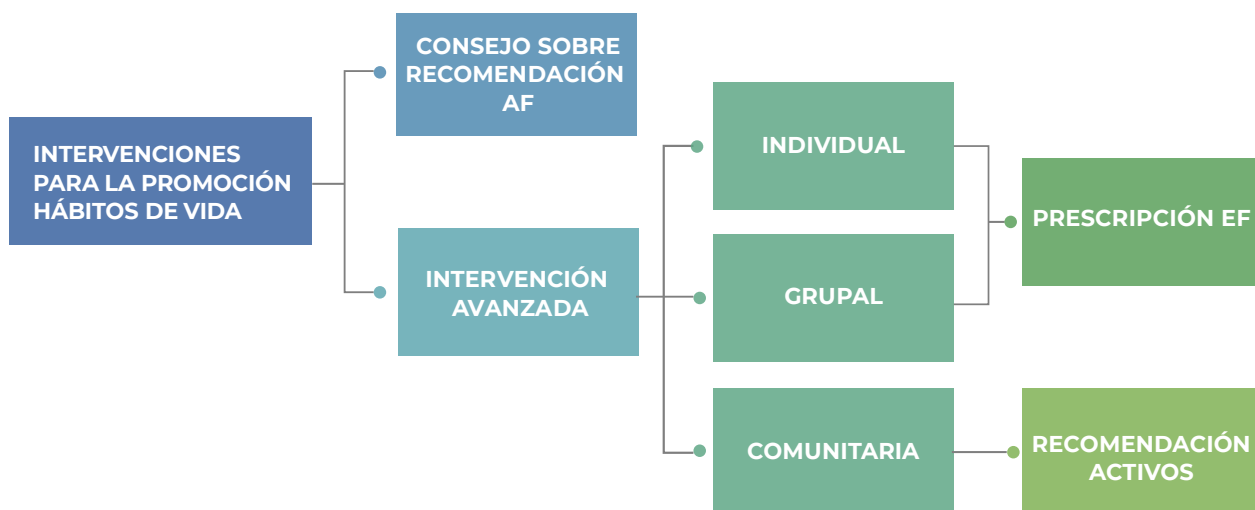 INTERVENCIONES
PARA LA PROMOCIÓN
HÁBITOS DE VIDA
CONSEJO SOBRE
RECOMENDACIÓN
AF
INTERVENCIÓN
AVANZADA
INDIVIDUAL
GRUPAL
COMUNITARIA
PRESCRIPCIÓN EF
RECOMENDACIÓN
ACTIVOS